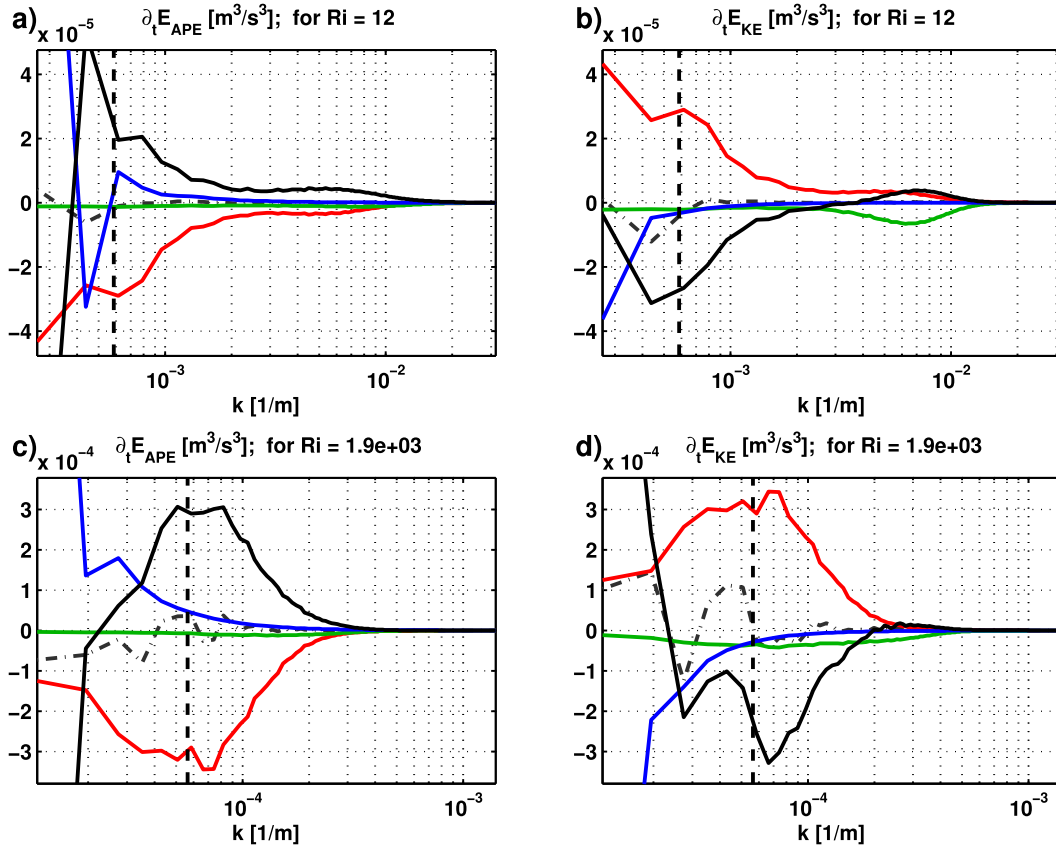 a) ∂tE_APE [m³/s³]; for Ri = 12
x 10⁻⁵
4
2
0
−2
−4
10⁻³ 10⁻²
k [1/m]
b) ∂tE_KE [m³/s³]; for Ri = 12
x 10⁻⁵
4
2
0
−2
−4
10⁻³ 10⁻²
k [1/m]
c) ∂tE_APE [m³/s³]; for Ri = 1.9e+03
x 10⁻⁴
3
2
1
0
−1
−2
−3
10⁻⁴ 10⁻³
k [1/m]
d) ∂tE_KE [m³/s³]; for Ri = 1.9e+03
x 10⁻⁴
3
2
1
0
−1
−2
−3
10⁻⁴ 10⁻³
k [1/m]